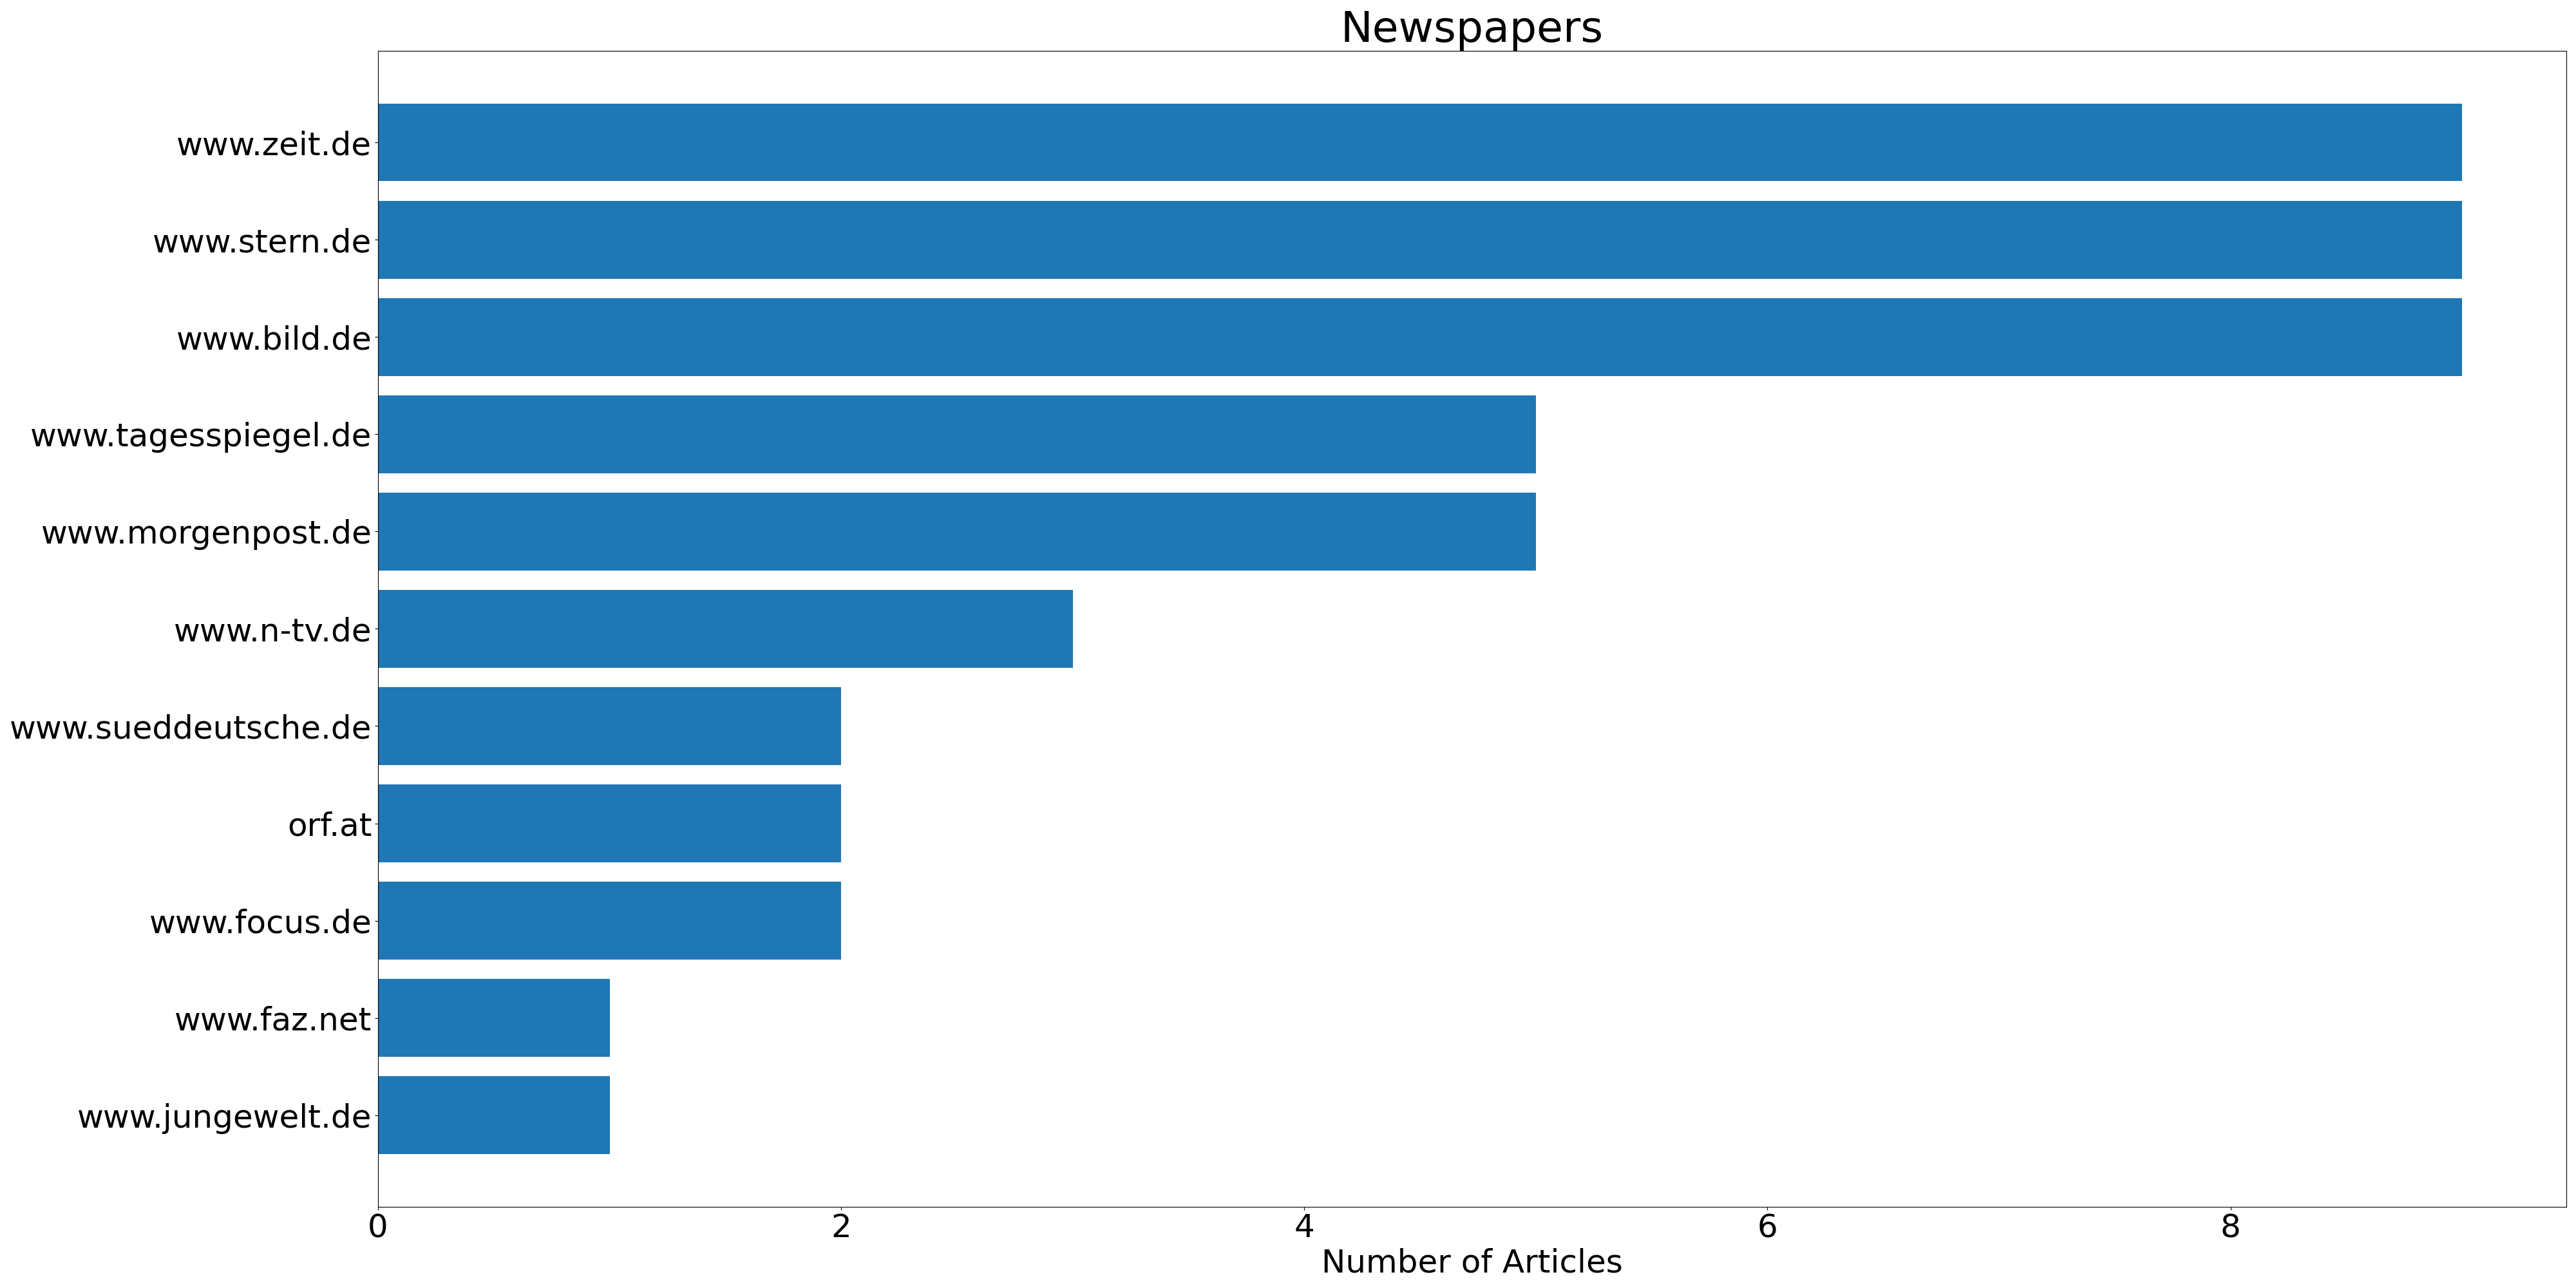 Newspapers
www.zeit.de
www.stern.de
www.bild.de
www.tagesspiegel.de
www.morgenpost.de
www.n-tv.de
www.sueddeutsche.de
orf.at
www.focus.de
www.faz.net
www.jungewelt.de
0 2 4 6 8
Number of Articles